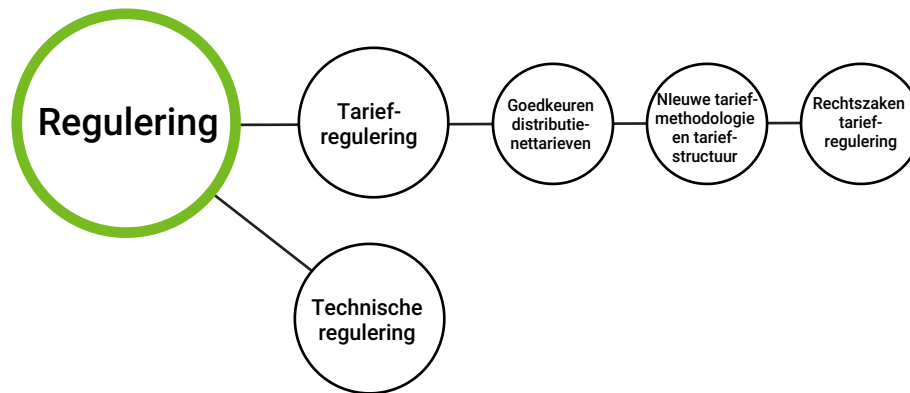 Regulering
Tarief-
regulering
Goedkeuren
distributie-
nettarieven
Nieuwe tarief-
methodologie
en tarief-
structuur
Rechtszaken
tarief-
regulering
Technische
regulering